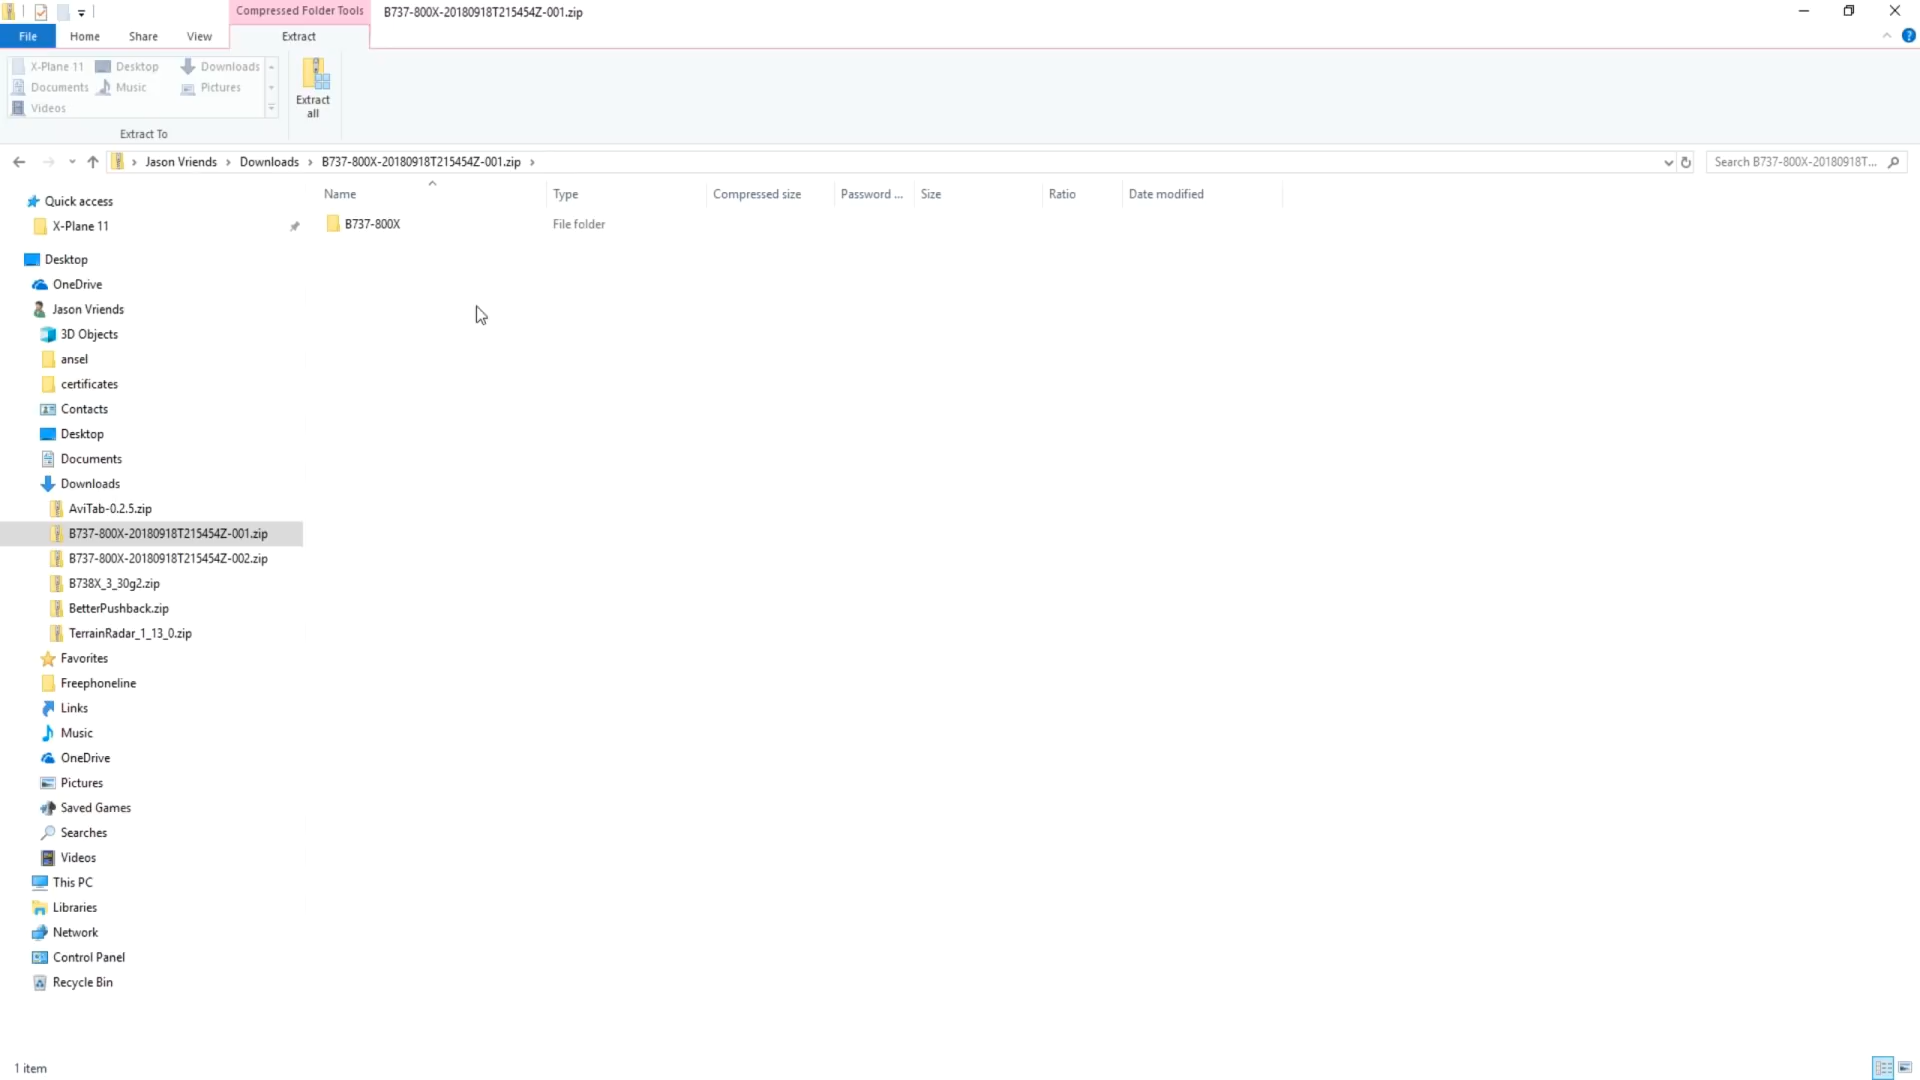 Compressed Folder Tools
B737-800X-20180918T215454Z-001.zip
File
Home
Share
View
Extract
X-Plane 11
Desktop
Downloads
Documents
Music
Pictures
Videos
Extract To
Extract
all
Jason Vriends
Downloads
B737-800X-20180918T215454Z-001.zip
Search B737-800X-20180918T...
Name
Type
Compressed size
Password ...
Size
Ratio
Date modified
B737-800X
File folder
Quick access
X-Plane 11
Desktop
OneDrive
Jason Vriends
3D Objects
ansel
certificates
Contacts
Desktop
Documents
Downloads
AviTab-0.2.5.zip
B737-800X-20180918T215454Z-001.zip
B737-800X-20180918T215454Z-002.zip
B738X_3_30g2.zip
BetterPushback.zip
TerrainRadar_1_13_0.zip
Favorites
Freephoneline
Links
Music
OneDrive
Pictures
Saved Games
Searches
Videos
This PC
Libraries
Network
Control Panel
Recycle Bin
1 item